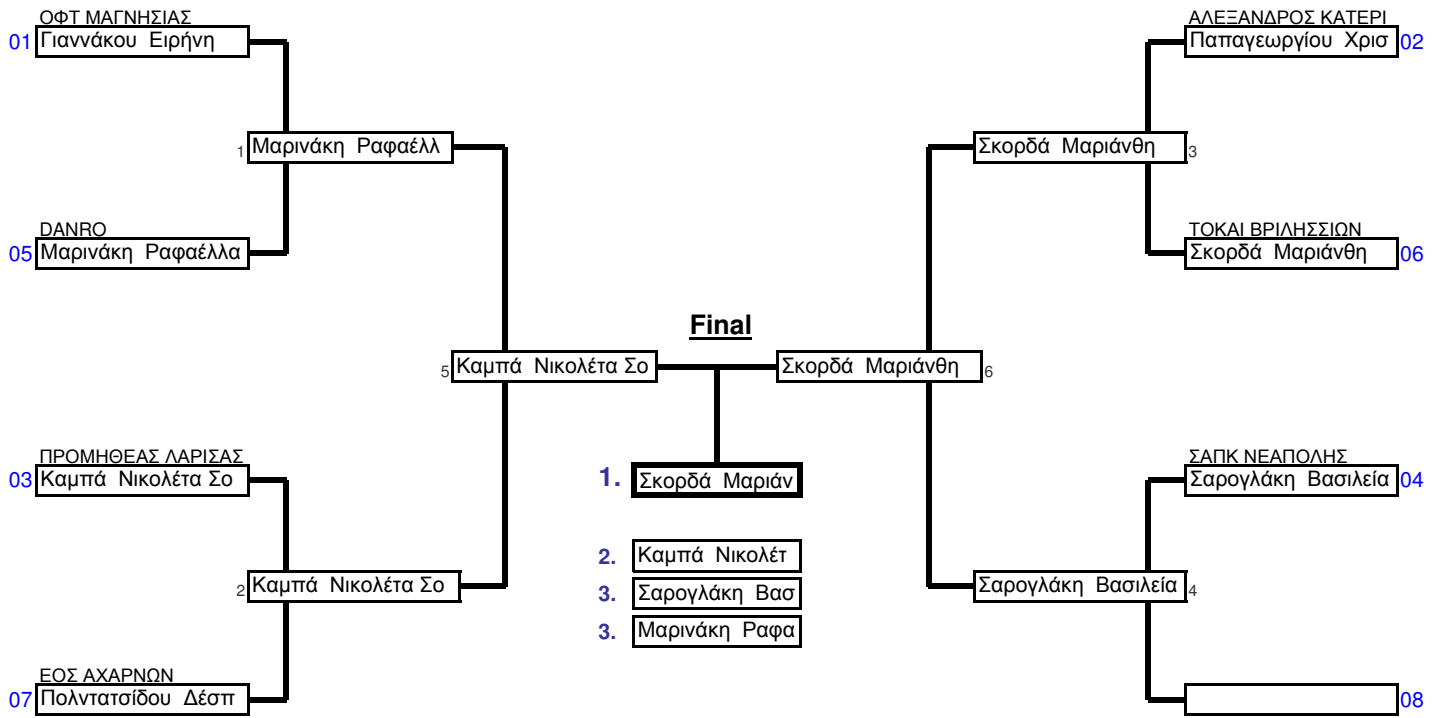 ΟΦΤ ΜΑΓΝΗΣΙΑΣ
01 Γιαννάκου Ειρήνη
ΑΛΕΞΑΝΔΡΟΣ ΚΑΤΕΡΙ
Παπαγεωργίου Χρισ 02
1 Μαρινάκη Ραφαέλλ
Σκορδά Μαριάνθη 3
DANRO
05 Μαρινάκη Ραφαέλλα
ΤΟΚΑΙ ΒΡΙΛΗΣΣΙΩΝ
Σκορδά Μαριάνθη 06
Final
5 Καμπά Νικολέτα Σο
Σκορδά Μαριάνθη 6
ΠΡΟΜΗΘΕΑΣ ΛΑΡΙΣΑΣ
03 Καμπά Νικολέτα Σο
1. Σκορδά Μαριάν
ΣΑΠΚ ΝΕΑΠΟΛΗΣ
Σαρογλάκη Βασιλεία 04
2. Καμπά Νικολέτ
3. Σαρογλάκη Βασ
3. Μαρινάκη Ραφα
2 Καμπά Νικολέτα Σο
Σαρογλάκη Βασιλεία 4
ΕΟΣ ΑΧΑΡΝΩΝ
07 Πολντατσίδου Δέσπ
08